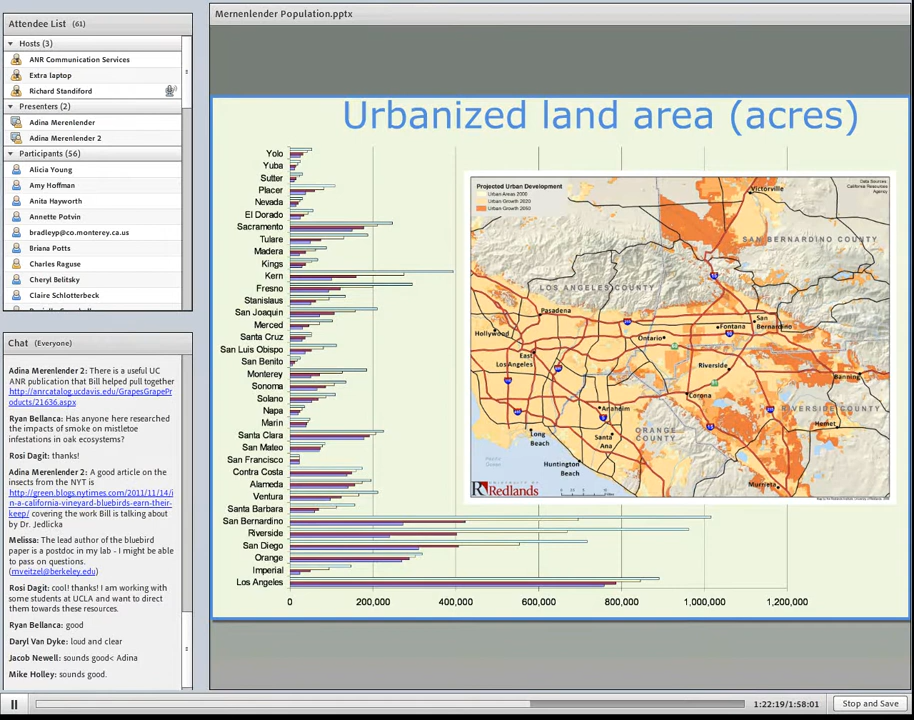 Attendee List (61)
Hosts (3)
ANR Communication Services
Extra laptop
Richard Standiford
Presenters (2)
Adina Merenlender
Adina Merenlender 2
Participants (56)
Alicia Young
Amy Hoffman
Anita Hayworth
Annette Potvin
bradleyp@co.monterey.ca.us
Briana Potts
Charles Raguse
Cheryl Belitsky
Claire Schlotterbeck
Chat (Everyone)
Adina Merenlender 2: There is a useful UC
ANR publication that Bill helped pull together
http://anrcatalog.ucdavis.edu/GrapesGrapePr
oducts/21636.aspx
Ryan Bellanca: Has anyone here researched
the impacts of smoke on mistletoe
infestations in oak ecosystems?
Rosi Dagit: thanks!
Adina Merenlender 2: A good article on the
insects from the NYT is
http://green.blogs.nytimes.com/2011/11/14/i
n-a-california-vineyard-bluebirds-earn-their-
keep/ covering the work Bill is talking about
by Dr. Jedlicka
Melissa: The lead author of the bluebird
paper is a postdoc in my lab - I might be able
to pass on questions.
(mveitzel@berkeley.edu)
Rosi Dagit: cool! thanks! I am working with
some students at UCLA and want to direct
them towards these resources.
Ryan Bellanca: good
Daryl Van Dyke: loud and clear
Jacob Newell: sounds good< Adina
Mike Holley: sounds good.
Mernenlender Population.pptx
Urbanized land area (acres)
Yolo
Yuba
Sutter
Placer
Nevada
El Dorado
Sacramento
Tulare
Madera
Kings
Kern
Fresno
Stanislaus
San Joaquin
Merced
Santa Cruz
San Luis Obispo
San Benito
Monterey
Sonoma
Solano
Napa
Marin
Santa Clara
San Mateo
San Francisco
Contra Costa
Alameda
Ventura
Santa Barbara
San Bernardino
Riverside
San Diego
Orange
Imperial
Los Angeles
0 200,000 400,000 600,000 800,000 1,000,000 1,200,000
Projected Urban Development
Urban Areas 2000
Urban Growth 2020
Urban Growth 2050
Data Sources:
California Resources
Agency
Victorville
SAN BERNARDINO COUNTY
LOS ANGELES COUNTY
Pasadena
San
Bernardino
Fontana
Hollywood
Ontario
East
Los Angeles
Riverside
Banning
Corona
Anaheim
RIVERSIDE COUNTY
Hemet
ORANGE
COUNTY
Long
Beach
Santa
Ana
Huntington
Beach
Pacific
Ocean
Murrieta
UNIVERSITY OF
Redlands
1:22:19/1:58:01
Stop and Save